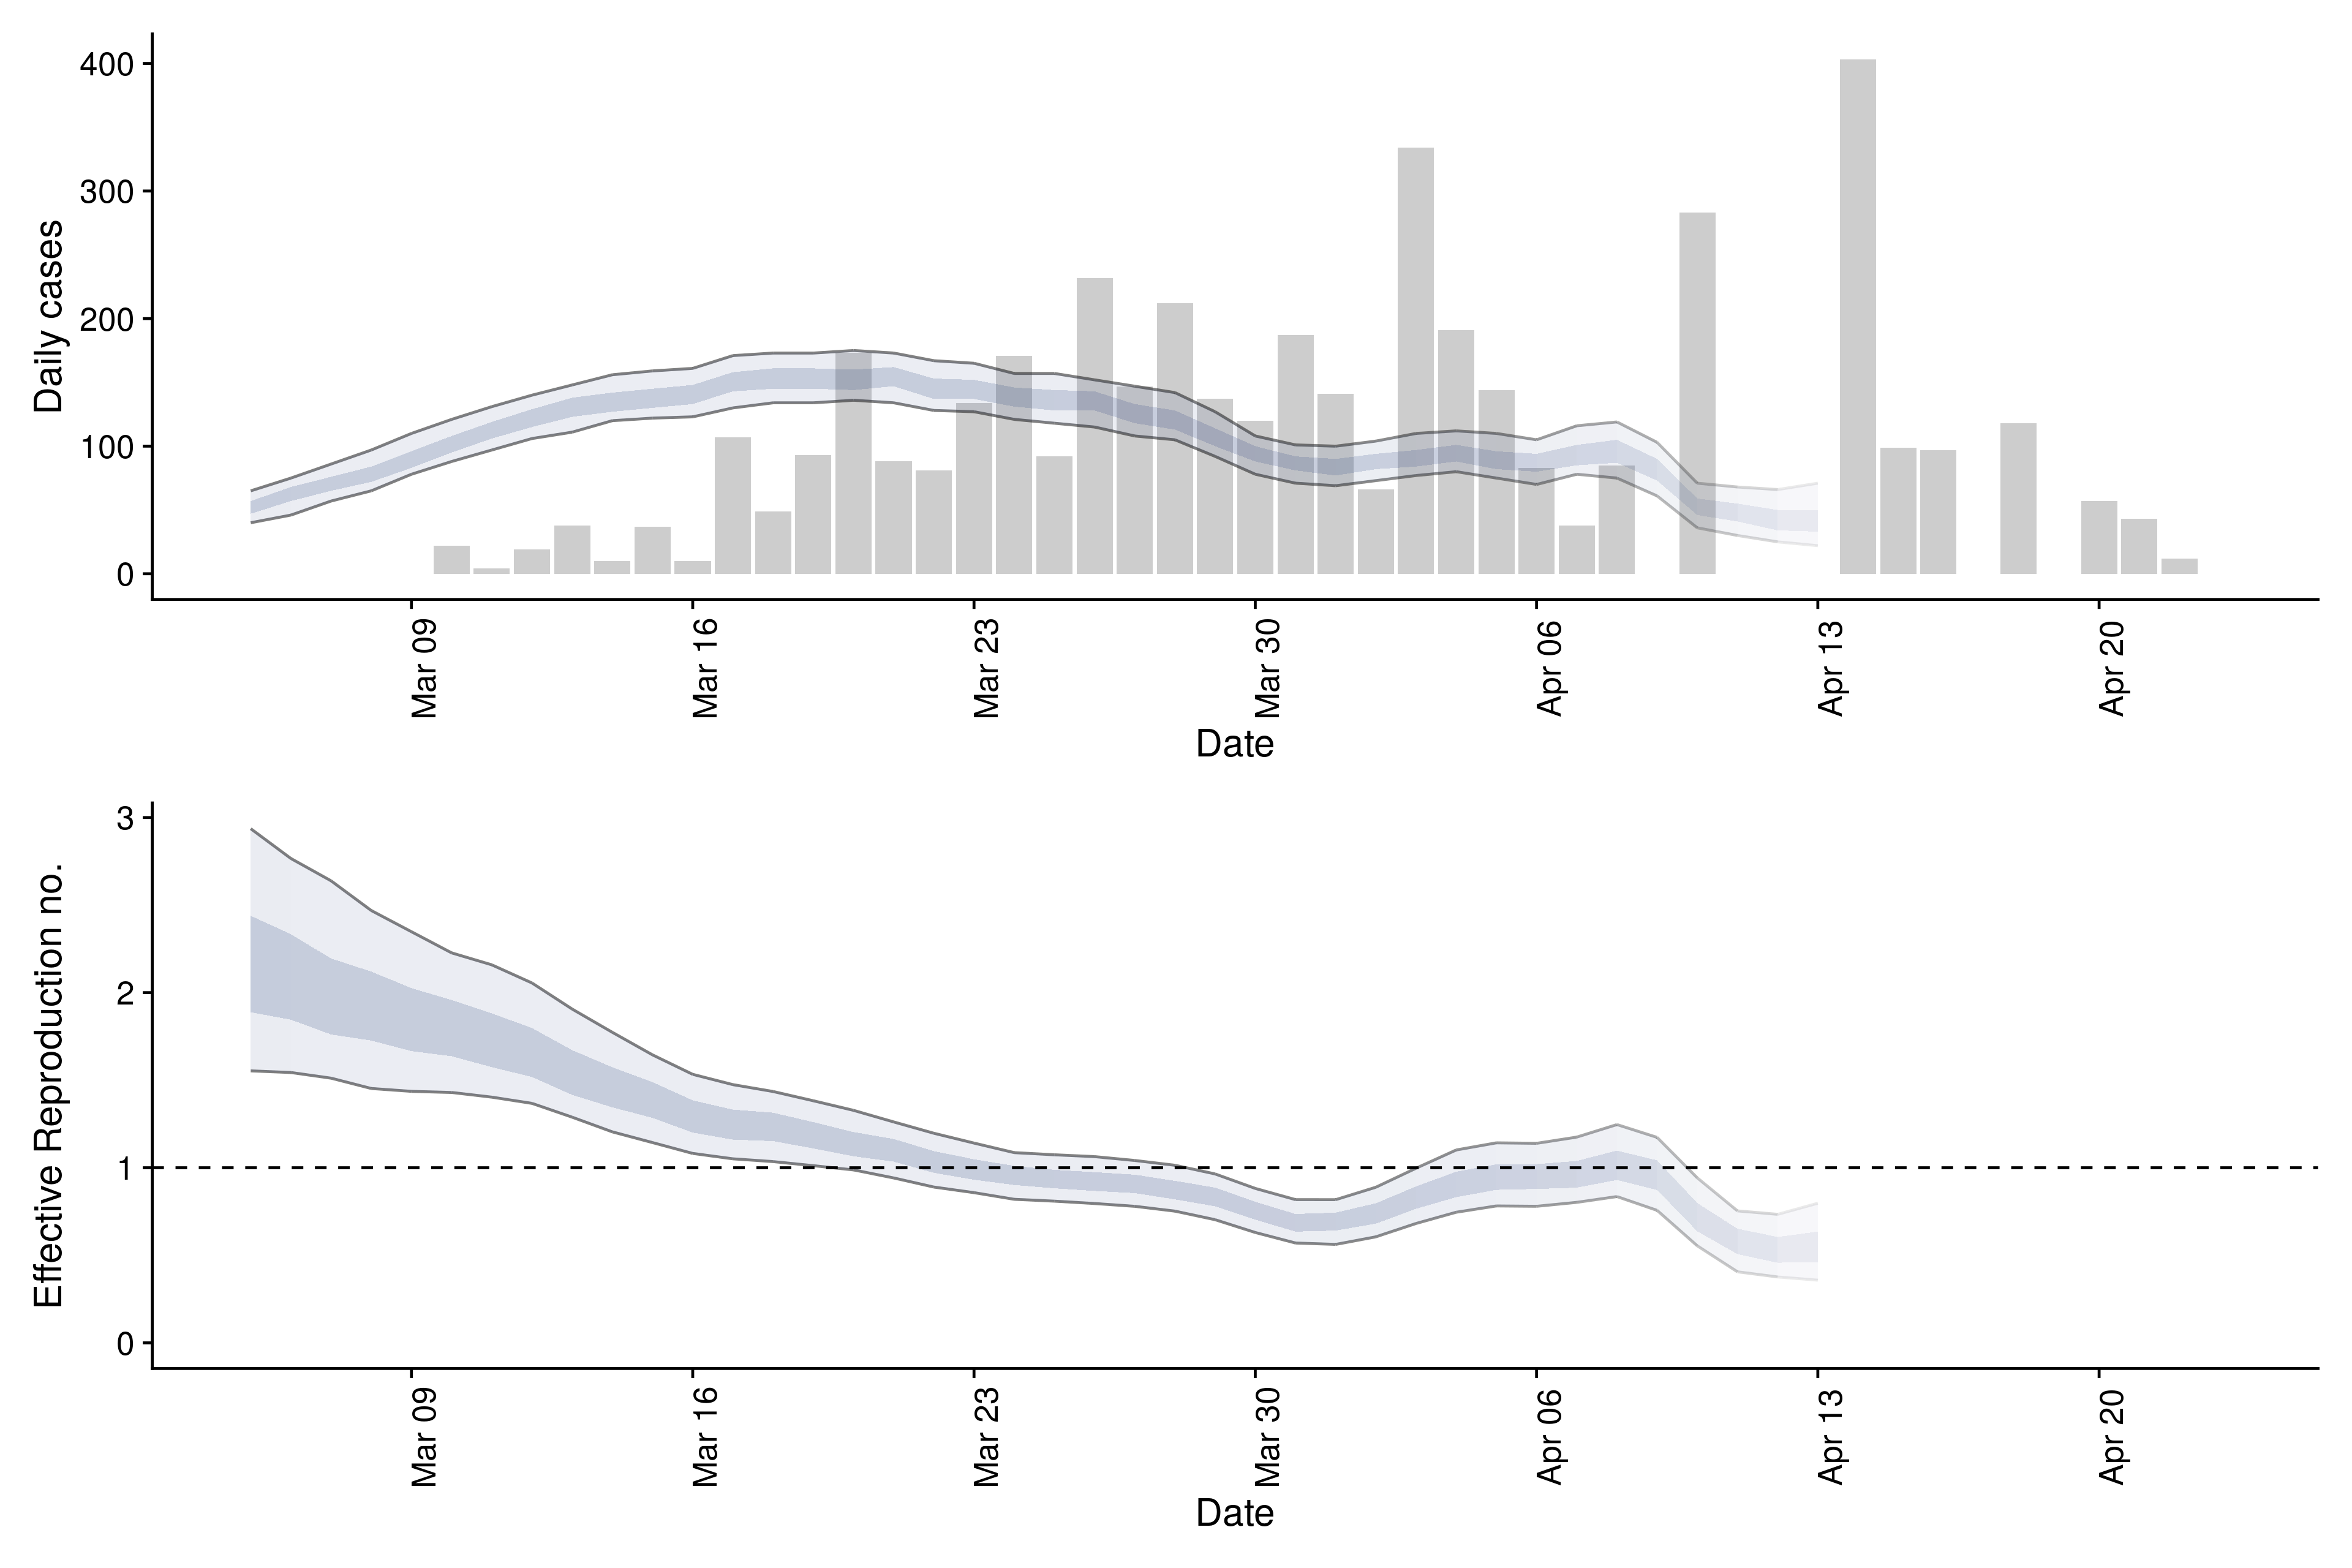 Daily cases
400
300
200
100
0
Mar 09
Mar 16
Mar 23
Mar 30
Apr 06
Apr 13
Apr 20
Date
Effective Reproduction no.
3
2
1
0
Mar 09
Mar 16
Mar 23
Mar 30
Apr 06
Apr 13
Apr 20
Date